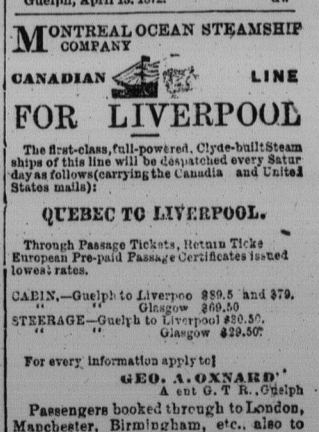 Guelph, April 13. 1872. dw
MONTREAL OCEAN STEAMSHIP
COMPANY
CANADIAN LINE
FOR LIVERPOOL
The first-class, full-powered, Clyde-built Steam
ships of this line will be despatched every Satur
day as follows (carrying the Canadia and United
States mails):
QUEBEC TO LIVERPOOL.
Through Passage Tickets, Return Ticke
European Pre-paid Passage Certificates issued
lowest rates.
CABIN.—Guelph to Liverpoo $89.5 and $79.
" " Glasgow $69.50
STEERAGE—Guelph to Liverpool $30.50.
" " Glasgow $29.50
For every information apply to
GEO. A. OXNARD
A ent G. T R., Guelph
Passengers booked through to London,
Manchester, Birmingham, etc., also to